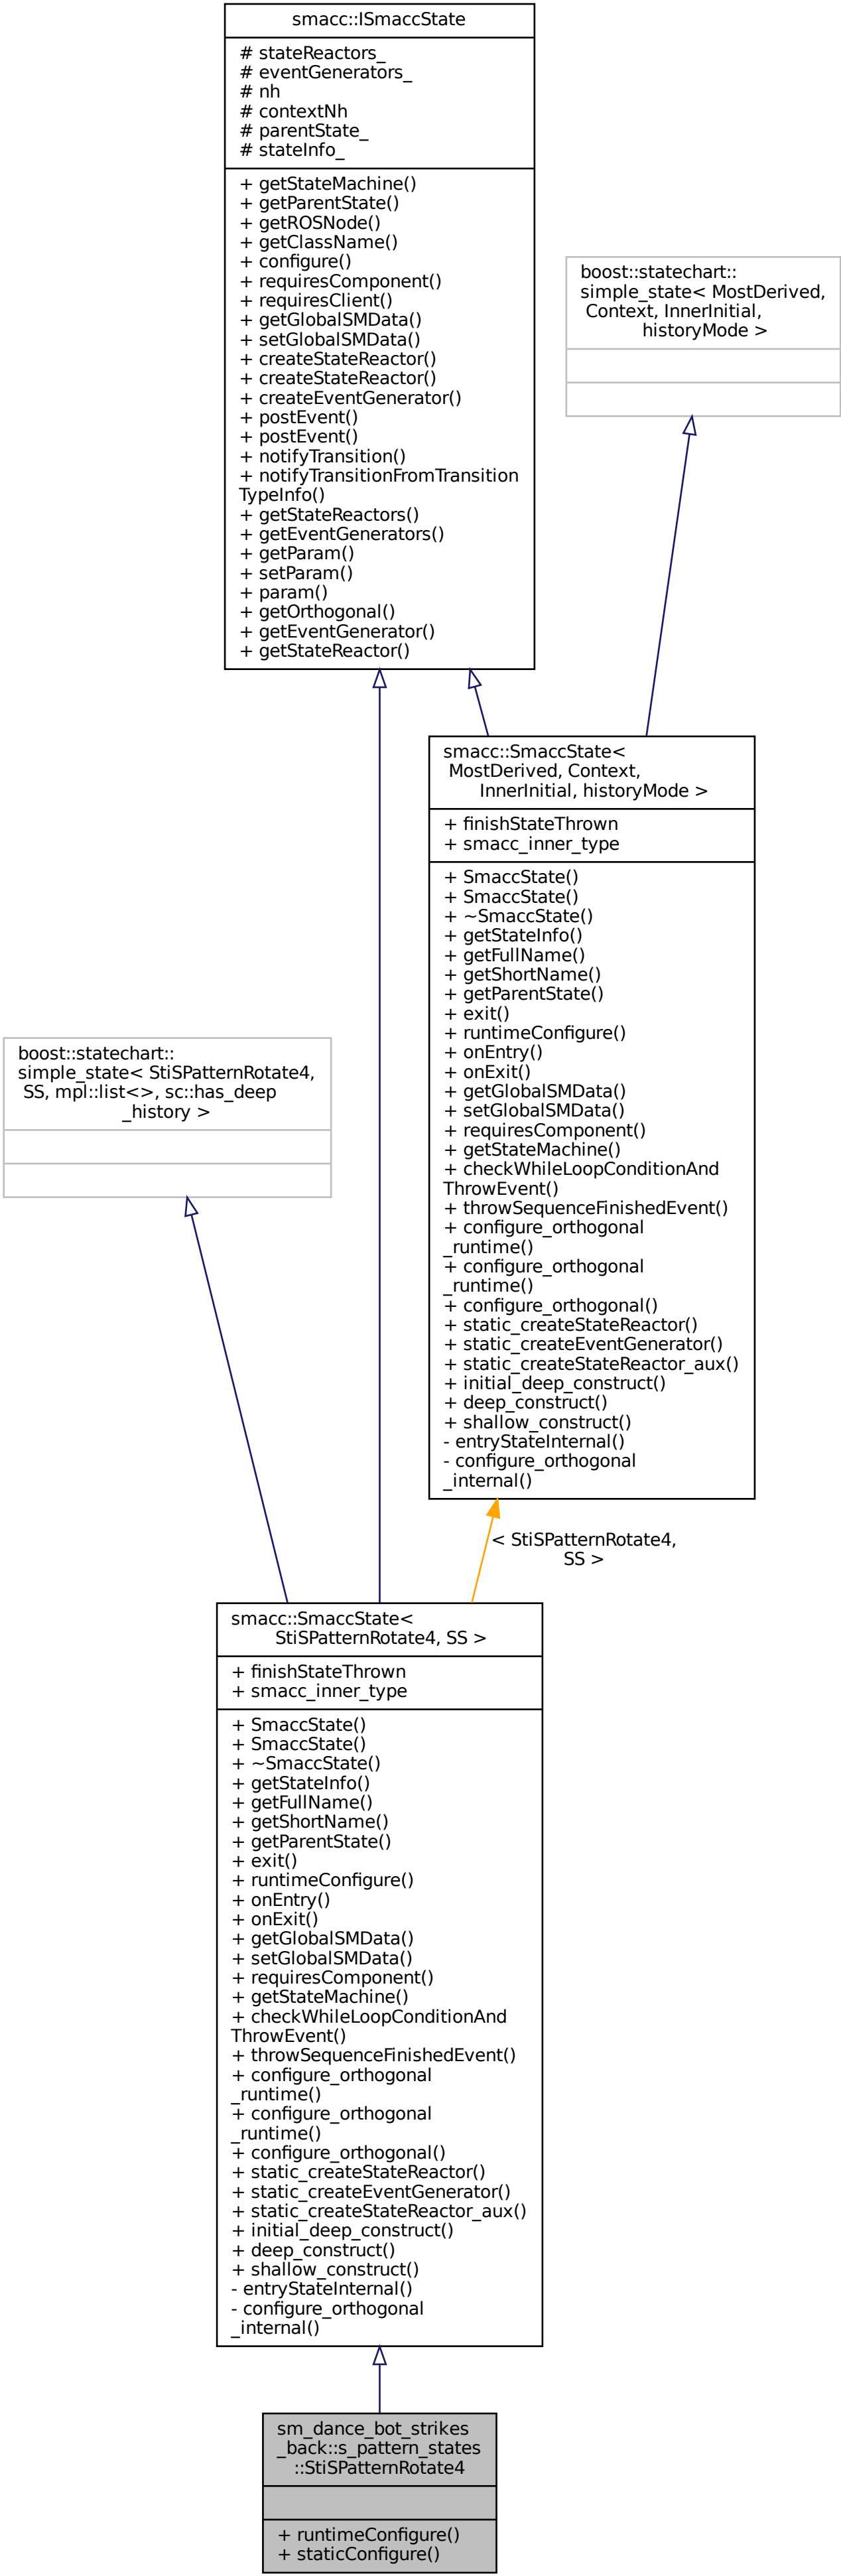 smacc::ISmaccState
# stateReactors_
# eventGenerators_
# nh
# contextNh
# parentState_
# stateInfo_
+ getStateMachine()
+ getParentState()
+ getROSNode()
+ getClassName()
+ configure()
+ requiresComponent()
+ requiresClient()
+ getGlobalSMData()
+ setGlobalSMData()
+ createStateReactor()
+ createStateReactor()
+ createEventGenerator()
+ postEvent()
+ postEvent()
+ notifyTransition()
+ notifyTransitionFromTransition
TypeInfo()
+ getStateReactors()
+ getEventGenerators()
+ getParam()
+ setParam()
+ param()
+ getOrthogonal()
+ getEventGenerator()
+ getStateReactor()
boost::statechart::
simple_state< MostDerived,
Context, InnerInitial,
historyMode >
smacc::SmaccState<
MostDerived, Context,
InnerInitial, historyMode >
+ finishStateThrown
+ smacc_inner_type
+ SmaccState()
+ SmaccState()
+ ~SmaccState()
+ getStateInfo()
+ getFullName()
+ getShortName()
+ getParentState()
+ exit()
+ runtimeConfigure()
+ onEntry()
+ onExit()
+ getGlobalSMData()
+ setGlobalSMData()
+ requiresComponent()
+ getStateMachine()
+ checkWhileLoopConditionAnd
ThrowEvent()
+ throwSequenceFinishedEvent()
+ configure_orthogonal
_runtime()
+ configure_orthogonal
_runtime()
+ configure_orthogonal()
+ static_createStateReactor()
+ static_createEventGenerator()
+ static_createStateReactor_aux()
+ initial_deep_construct()
+ deep_construct()
+ shallow_construct()
- entryStateInternal()
- configure_orthogonal
_internal()
boost::statechart::
simple_state< StiSPatternRotate4,
SS, mpl::list<>, sc::has_deep
_history >
< StiSPatternRotate4,
SS >
smacc::SmaccState<
StiSPatternRotate4, SS >
+ finishStateThrown
+ smacc_inner_type
+ SmaccState()
+ SmaccState()
+ ~SmaccState()
+ getStateInfo()
+ getFullName()
+ getShortName()
+ getParentState()
+ exit()
+ runtimeConfigure()
+ onEntry()
+ onExit()
+ getGlobalSMData()
+ setGlobalSMData()
+ requiresComponent()
+ getStateMachine()
+ checkWhileLoopConditionAnd
ThrowEvent()
+ throwSequenceFinishedEvent()
+ configure_orthogonal
_runtime()
+ configure_orthogonal
_runtime()
+ configure_orthogonal()
+ static_createStateReactor()
+ static_createEventGenerator()
+ static_createStateReactor_aux()
+ initial_deep_construct()
+ deep_construct()
+ shallow_construct()
- entryStateInternal()
- configure_orthogonal
_internal()
sm_dance_bot_strikes
_back::s_pattern_states
::StiSPatternRotate4
+ runtimeConfigure()
+ staticConfigure()